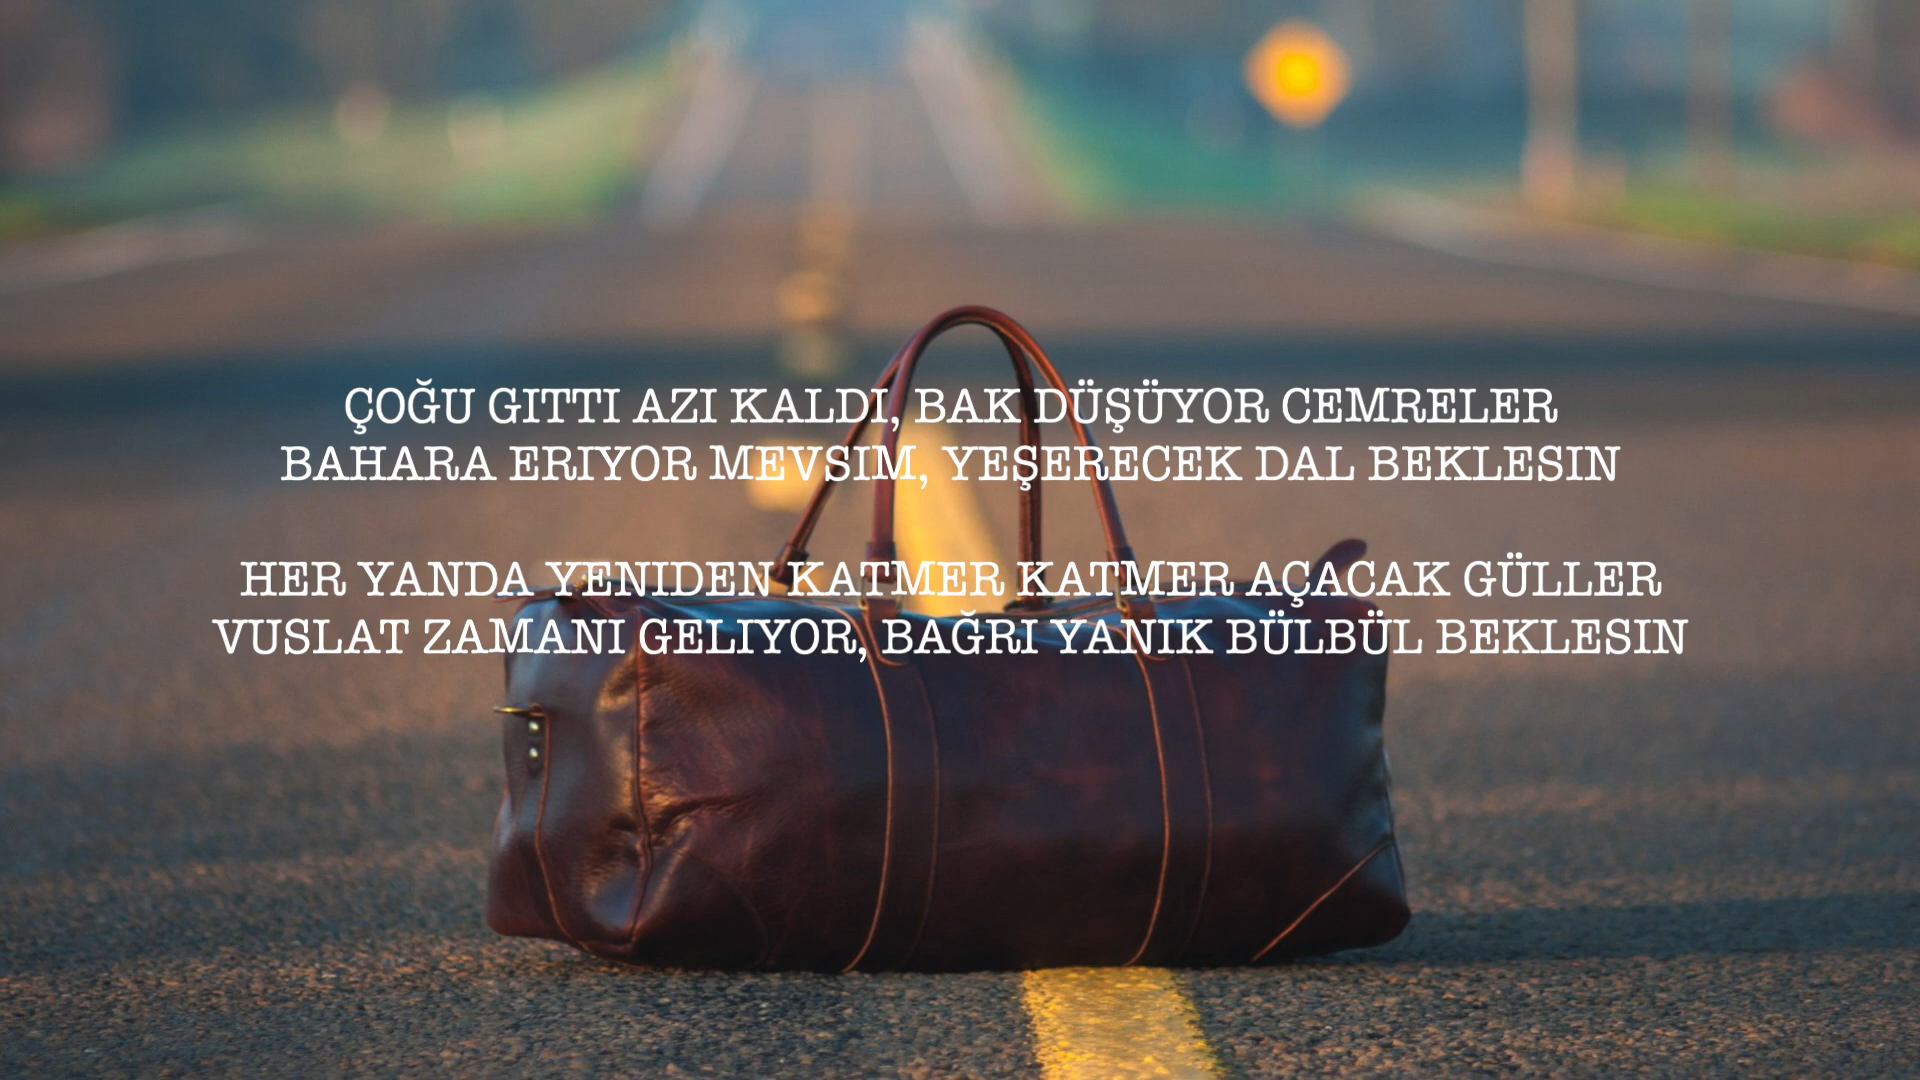 ÇOĞU GITTI AZI KALDI, BAK DÜŞÜYOR CEMRELER
BAHARA ERIYOR MEVSIM, YEŞERECEK DAL BEKLESIN
HER YANDA YENIDEN KATMER KATMER AÇACAK GÜLLER
VUSLAT ZAMANI GELIYOR, BAĞRI YANIK BÜLBÜL BEKLESIN